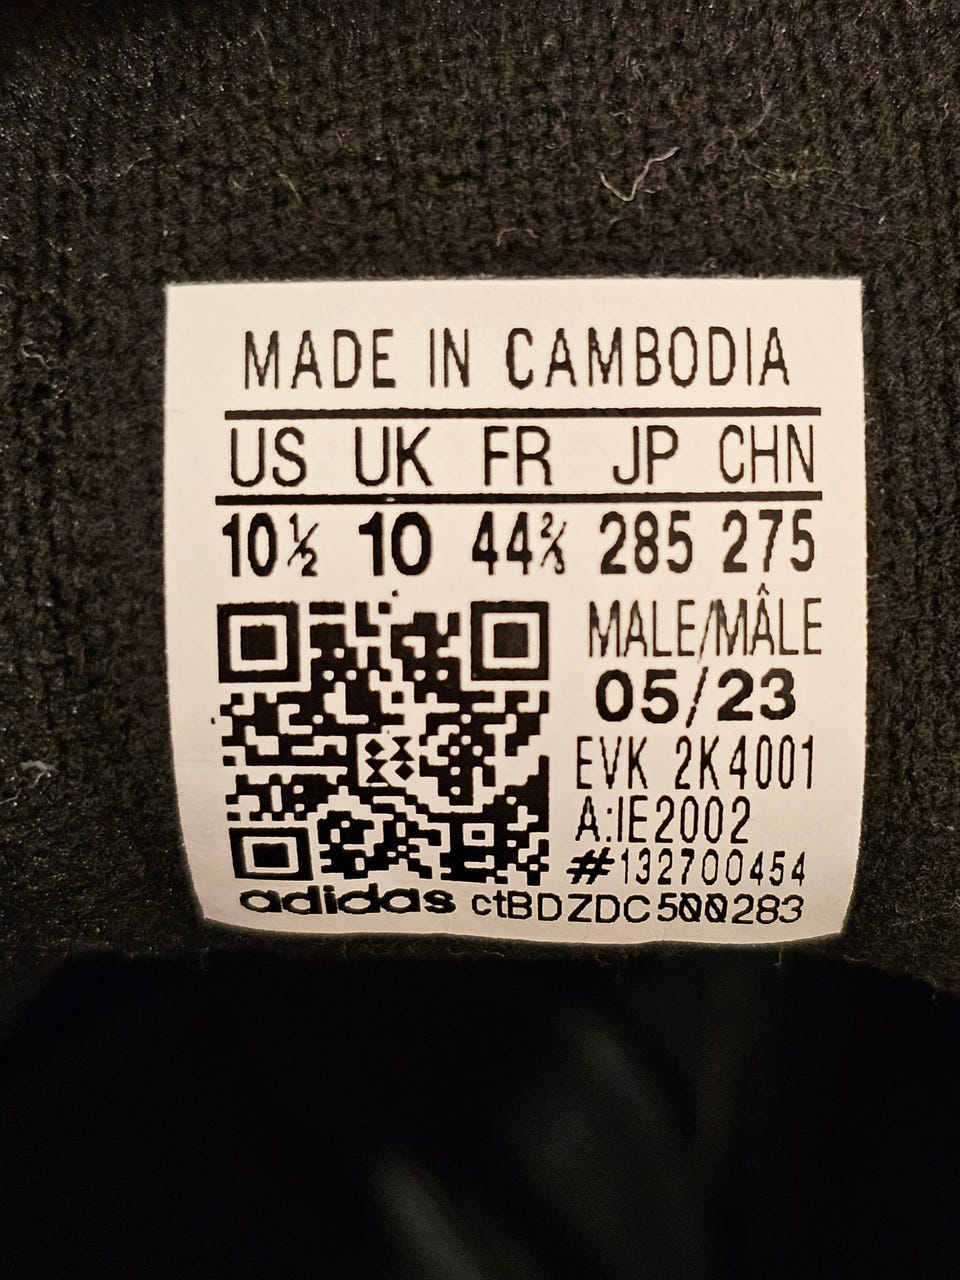 MADE IN CAMBODIA
US UK FR JP CHN
10½ 10 44⅔ 285 275
MALE/MÂLE
05/23
EVK 2K4001
A:IE2002
#132700454
adidas ctBDZDC500283